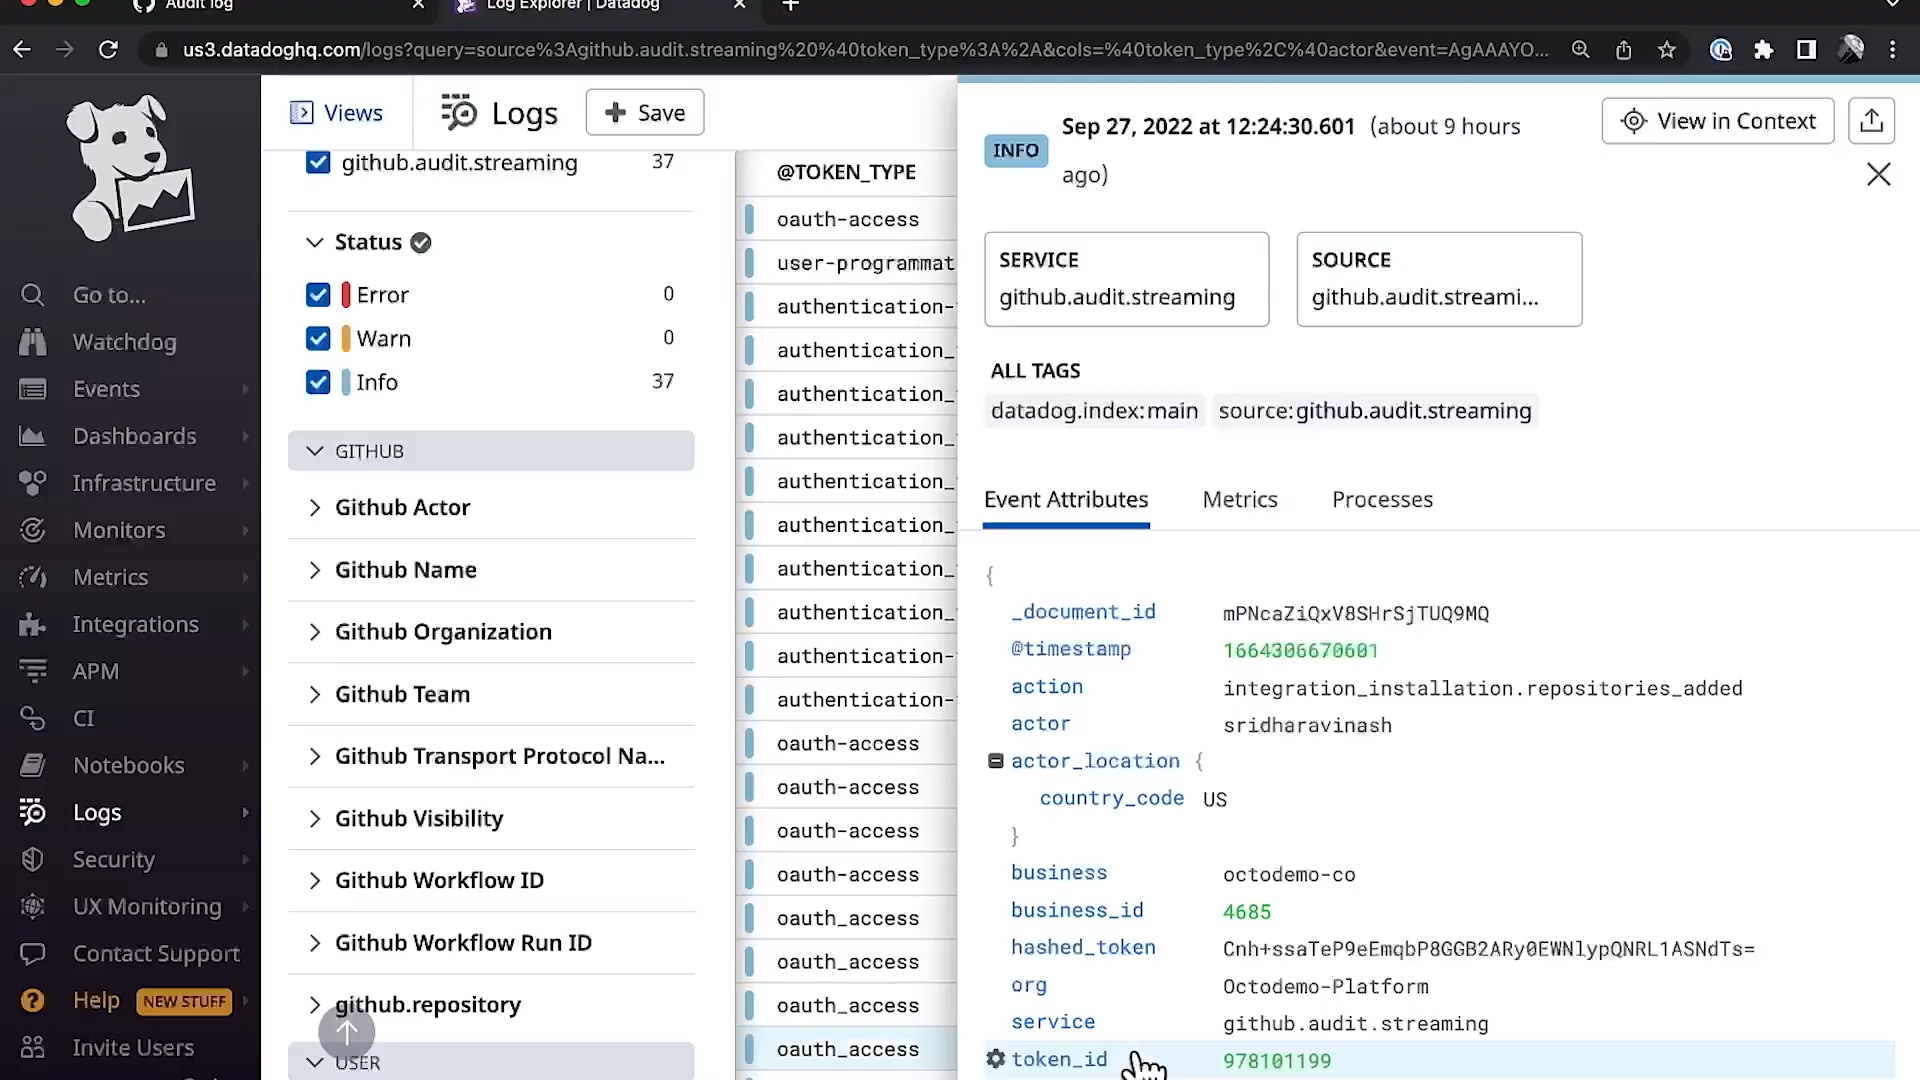 Audit log
Log Explorer | Datadog
us3.datadoghq.com/logs?query=source%3Agithub.audit.streaming%20%40token_type%3A%2A&cols=%40token_type%2C%40actor&event=AgAAAYO...
Go to...
Watchdog
Events
Dashboards
Infrastructure
Monitors
Metrics
Integrations
APM
CI
Notebooks
Logs
Security
UX Monitoring
Contact Support
Help NEW STUFF
Invite Users
Views
Logs
+ Save
github.audit.streaming 37
Status
Error 0
Warn 0
Info 37
GITHUB
Github Actor
Github Name
Github Organization
Github Team
Github Transport Protocol Na...
Github Visibility
Github Workflow ID
Github Workflow Run ID
github.repository
USER
@TOKEN_TYPE
oauth-access
user-programmat
authentication-
authentication_
authentication_
authentication_
authentication_
authentication_
authentication_
authentication_
authentication-
authentication-
oauth-access
oauth-access
oauth-access
oauth-access
oauth_access
oauth_access
oauth_access
oauth_access
INFO
Sep 27, 2022 at 12:24:30.601 (about 9 hours
ago)
View in Context
SERVICE
github.audit.streaming
SOURCE
github.audit.streami...
ALL TAGS
datadog.index:main source:github.audit.streaming
Event Attributes Metrics Processes
{
_document_id mPNcaZiQxV8SHrSjTUQ9MQ
@timestamp 1664306670601
action integration_installation.repositories_added
actor sridharavinash
actor_location {
country_code US
}
business octodemo-co
business_id 4685
hashed_token Cnh+ssaTeP9eEmqbP8GGB2ARy0EWNlypQNRL1ASNdTs=
org Octodemo-Platform
service github.audit.streaming
token_id 978101199